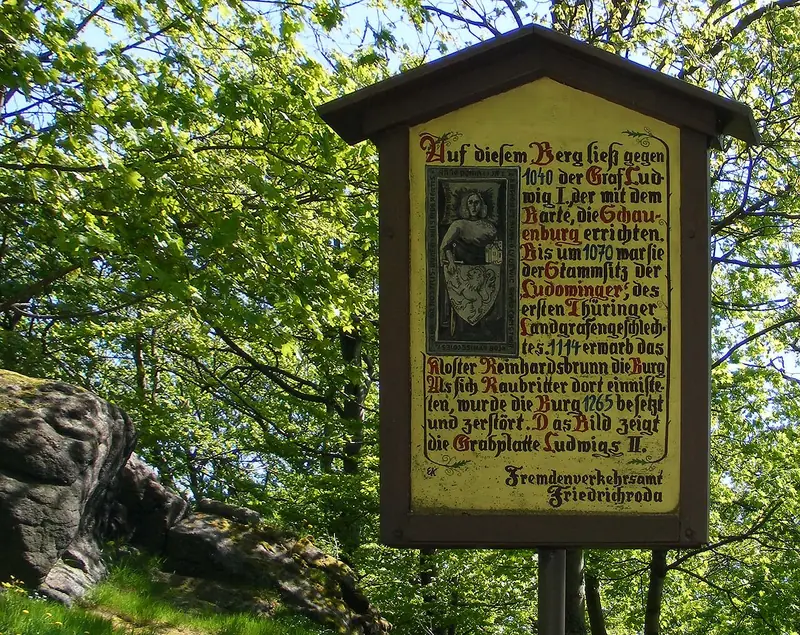 Auf diesem Berg ließ gegen
1040 der Graf Lud-
wig I., der mit dem
Barte, die Schau-
enburg errichten.
Bis um 1070 war sie
der Stammsitz der
Ludowinger, des
ersten Thüringer
Landgrafengeschlech-
tes. 1114 erwarb das
Kloster Reinhardsbrunn die Burg
Als sich Raubritter dort einniste-
ten, wurde die Burg 1265 besetzt
und zerstört. Das Bild zeigt
die Grabplatte Ludwigs II.
Fremdenverkehrsamt
Friedrichroda